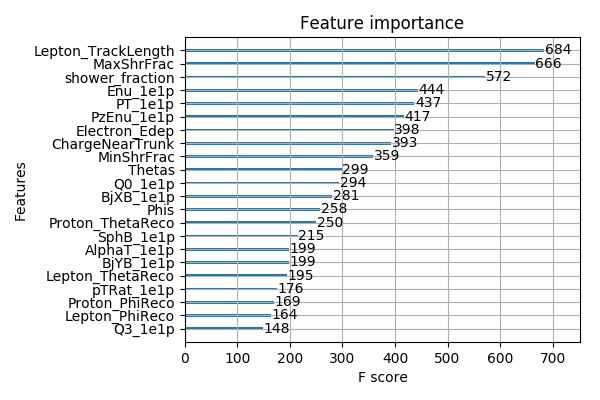 Feature importance
Lepton_TrackLength 684
MaxShrFrac 666
shower_fraction 572
Enu_1e1p 444
PT_1e1p 437
PzEnu_1e1p 417
Electron_Edep 398
ChargeNearTrunk 393
MinShrFrac 359
Thetas 299
Q0_1e1p 294
BjXB_1e1p 281
Phis 258
Proton_ThetaReco 250
SphB_1e1p 215
AlphaT_1e1p 199
BjYB_1e1p 199
Lepton_ThetaReco 195
pTRat_1e1p 176
Proton_PhiReco 169
Lepton_PhiReco 164
Q3_1e1p 148
Features
0 100 200 300 400 500 600 700
F score